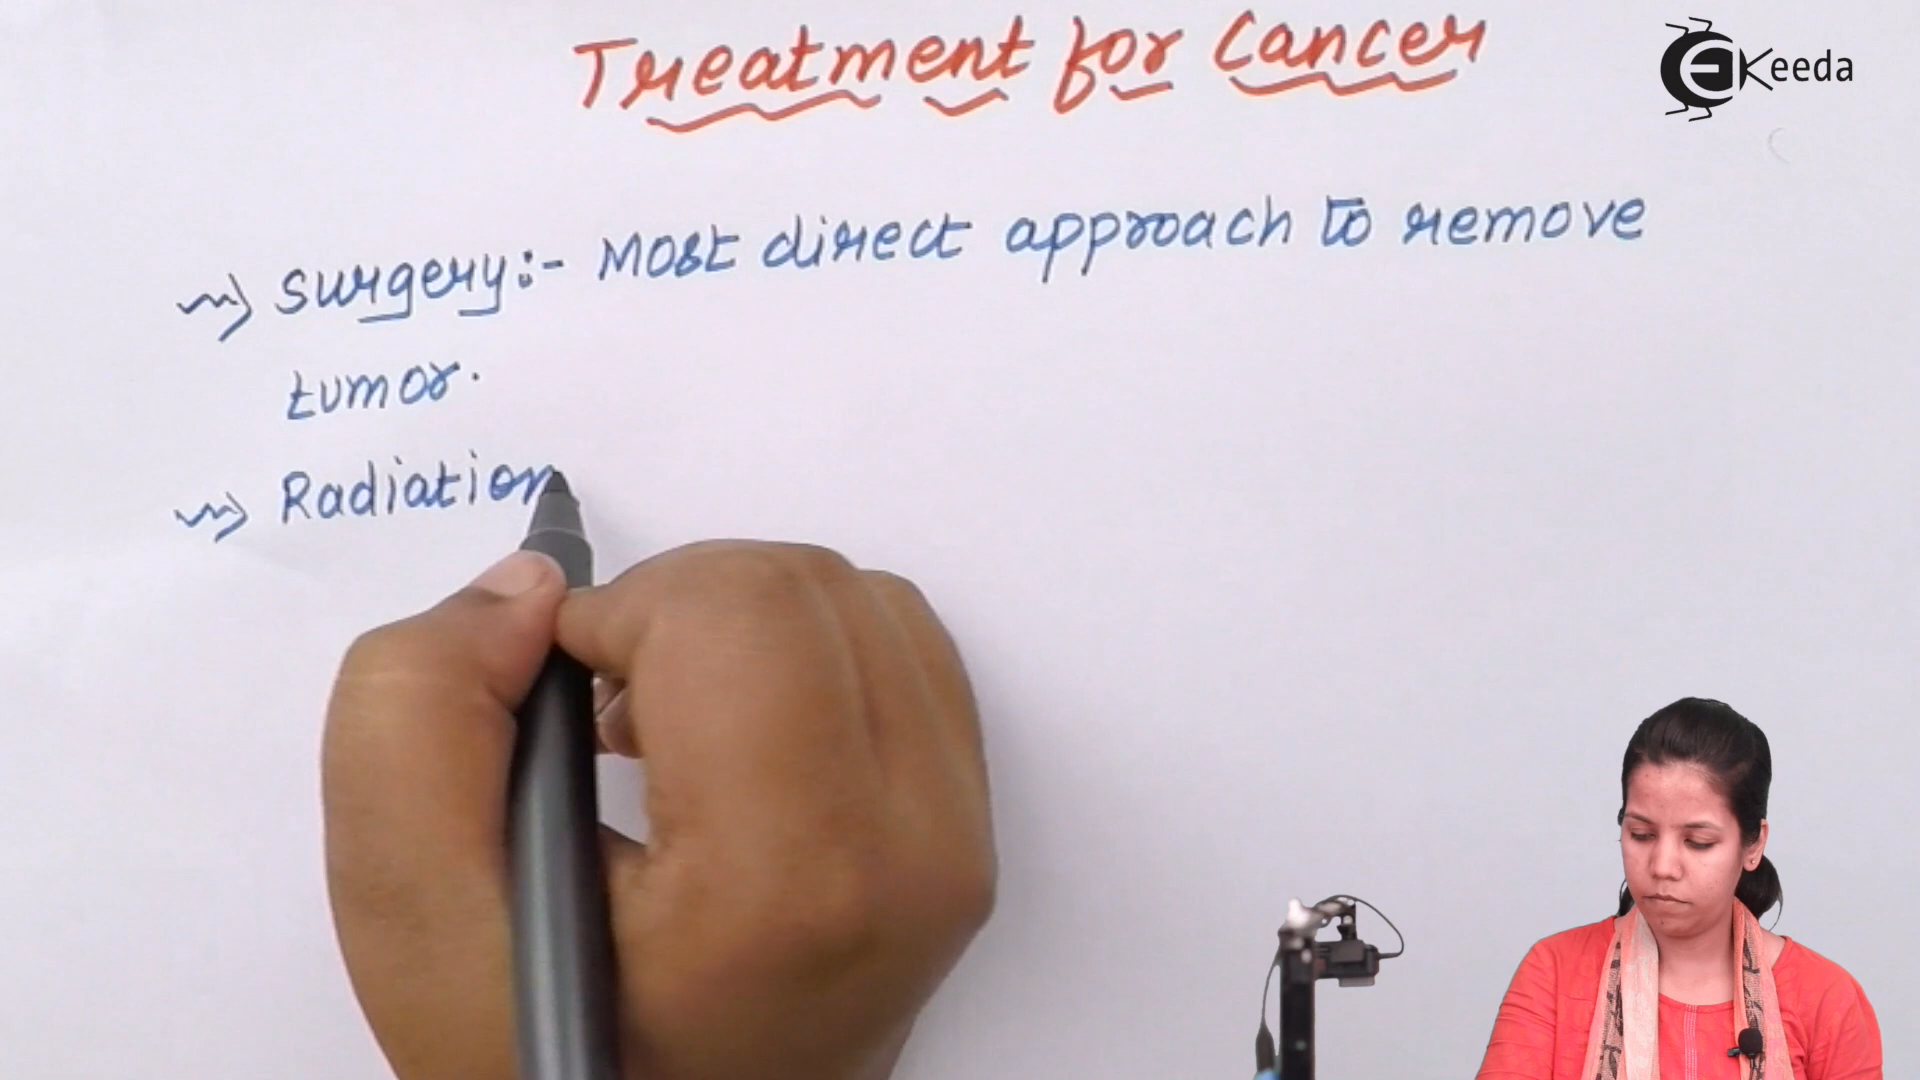 Treatment for Cancer
EKeeda
Surgery:- Most direct approach to remove
tumor.
Radiation